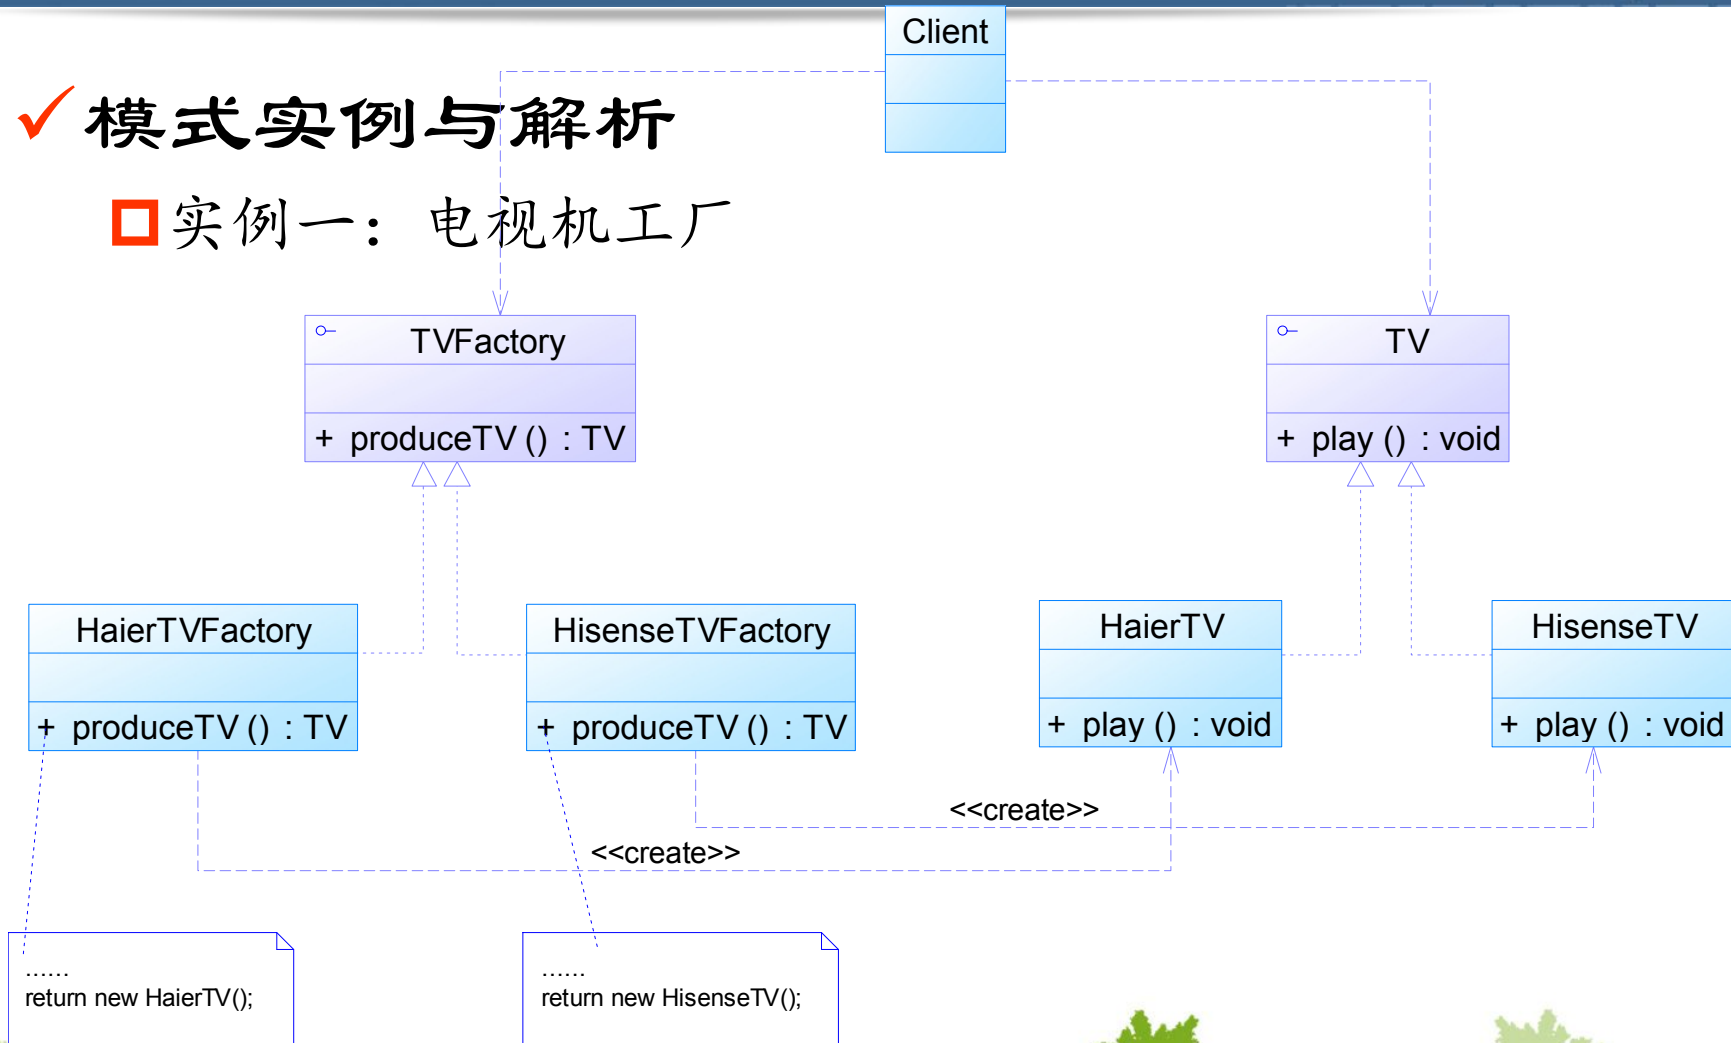 Client
模式实例与解析
实例一：电视机工厂
TVFactory
+ produceTV () : TV
TV
+ play () : void
HaierTVFactory
+ produceTV () : TV
HisenseTVFactory
+ produceTV () : TV
HaierTV
+ play () : void
HisenseTV
+ play () : void
<<create>>
<<create>>
......
return new HaierTV();
......
return new HisenseTV();